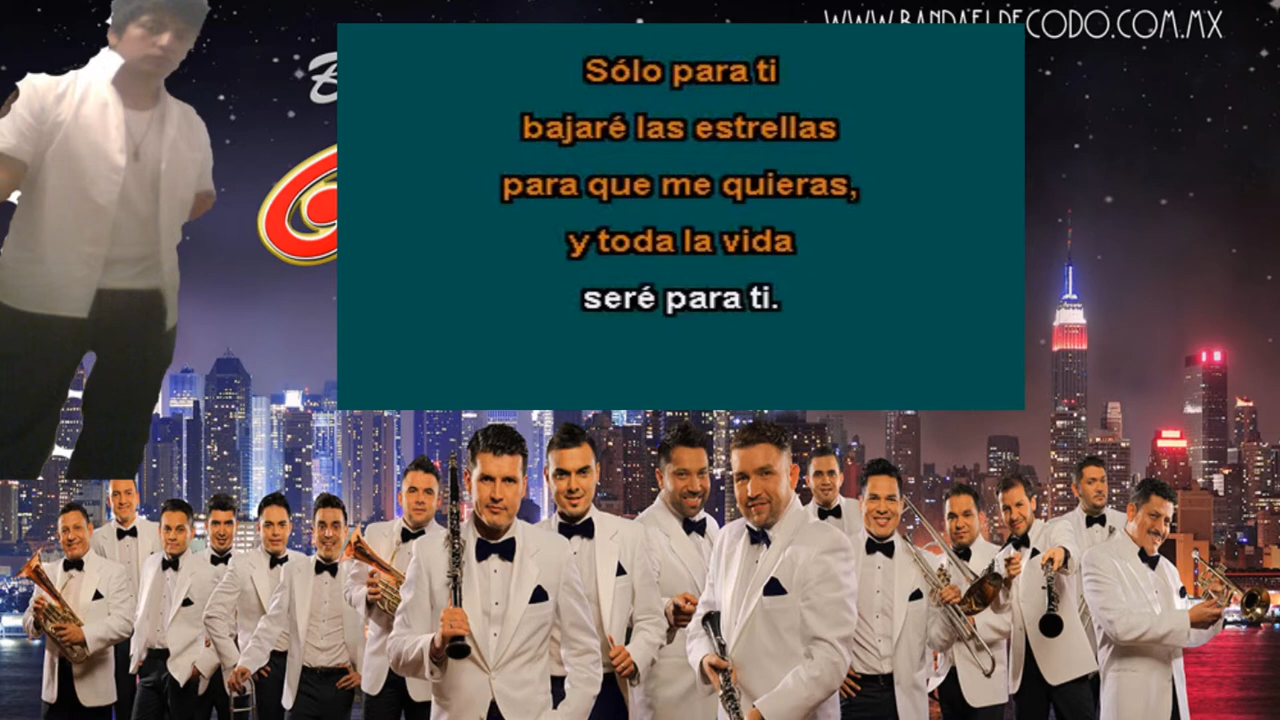 WWW.BANDAELRECODO.COM.MX
Sólo para ti
bajaré las estrellas
para que me quieras,
y toda la vida
seré para ti.